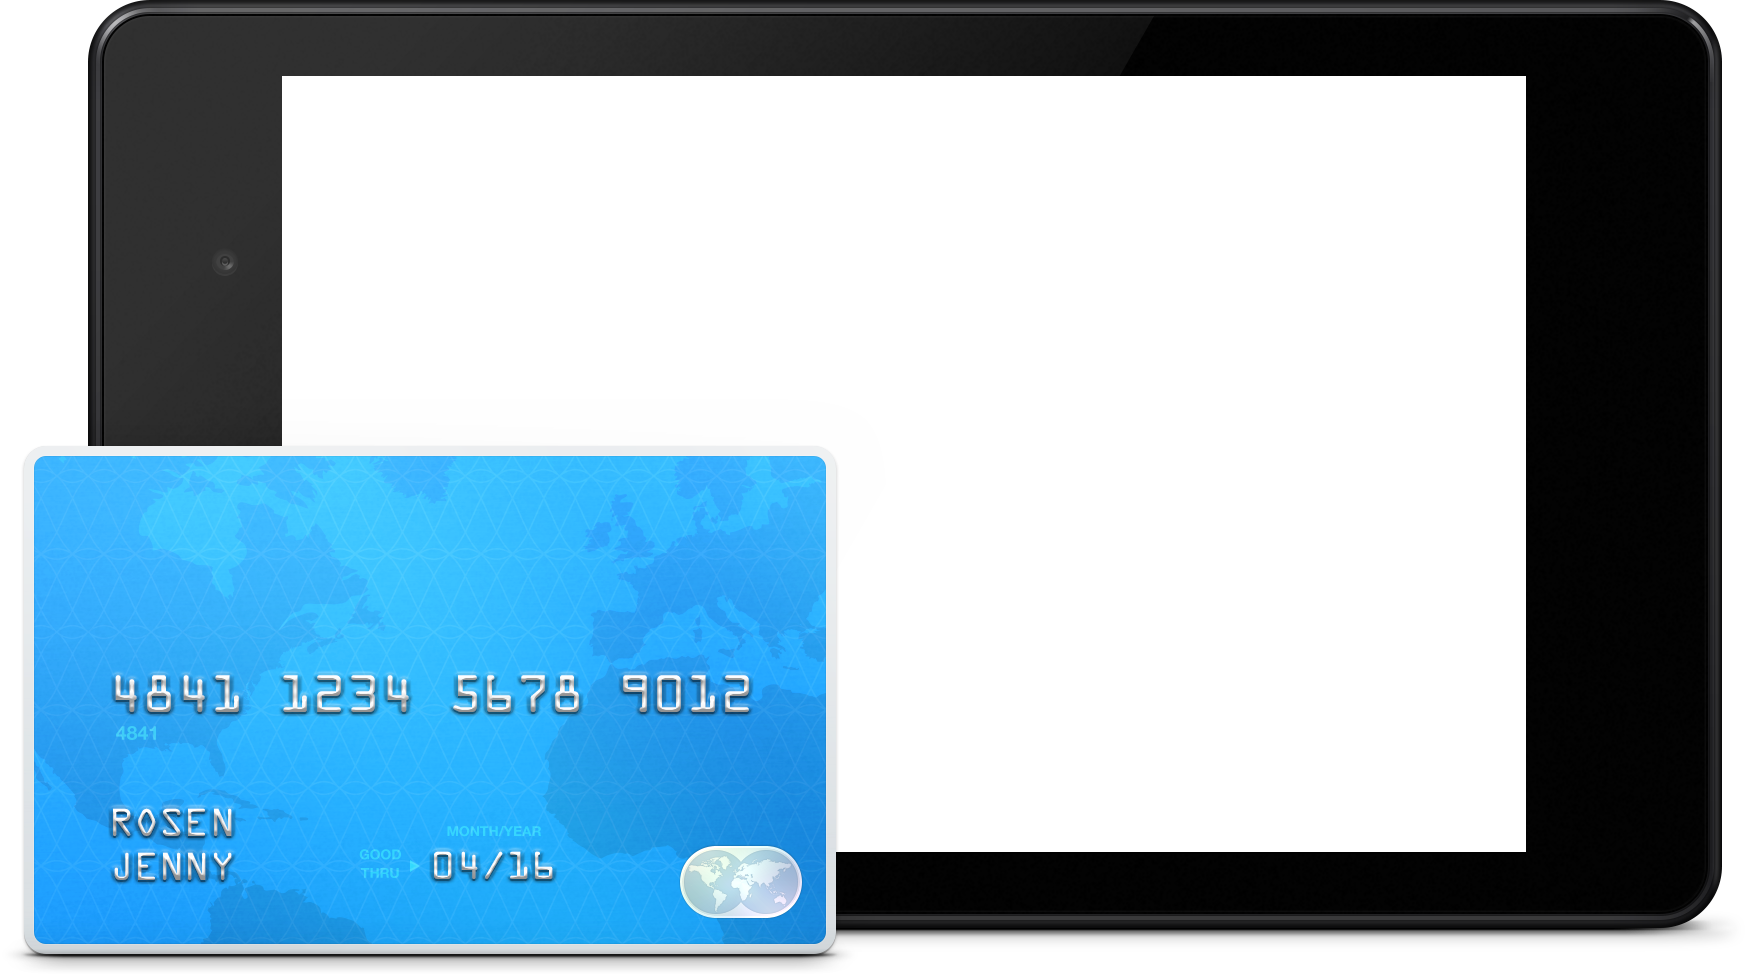 4841 1234 5678 9012
4841
ROSEN
JENNY
MONTH/YEAR
GOOD
THRU
04/16